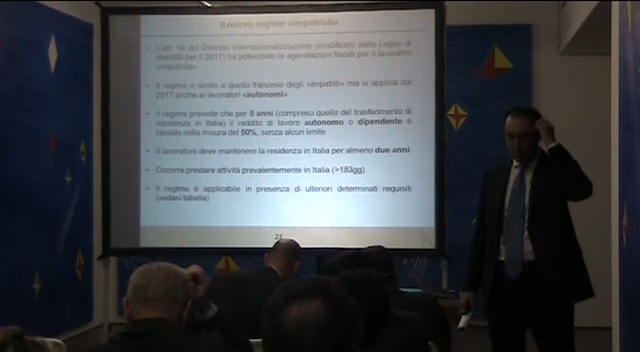 Il nuovo regime «impatriati»
L'art. 16 del Decreto Internazionalizzazione (modificato dalla Legge di
stabilità per il 2017) ha potenziato le agevolazioni fiscali per il lavoratori
«impatriati»
Il regime è simile a quello francese degli «impatriè» ma si applica dal
2017 anche ai lavoratori «autonomi»
Il regime prevede che per 5 anni (compreso quello del trasferimento di
residenza in Italia) il reddito di lavoro autonomo o dipendente è
tassato nella misura del 50%, senza alcun limite
Il lavoratore deve mantenere la residenza in Italia per almeno due anni
Occorre prestare attività prevalentemente in Italia (>183gg)
Il regime è applicabile in presenza di ulteriori determinati requisiti
(vedasi tabella)
21